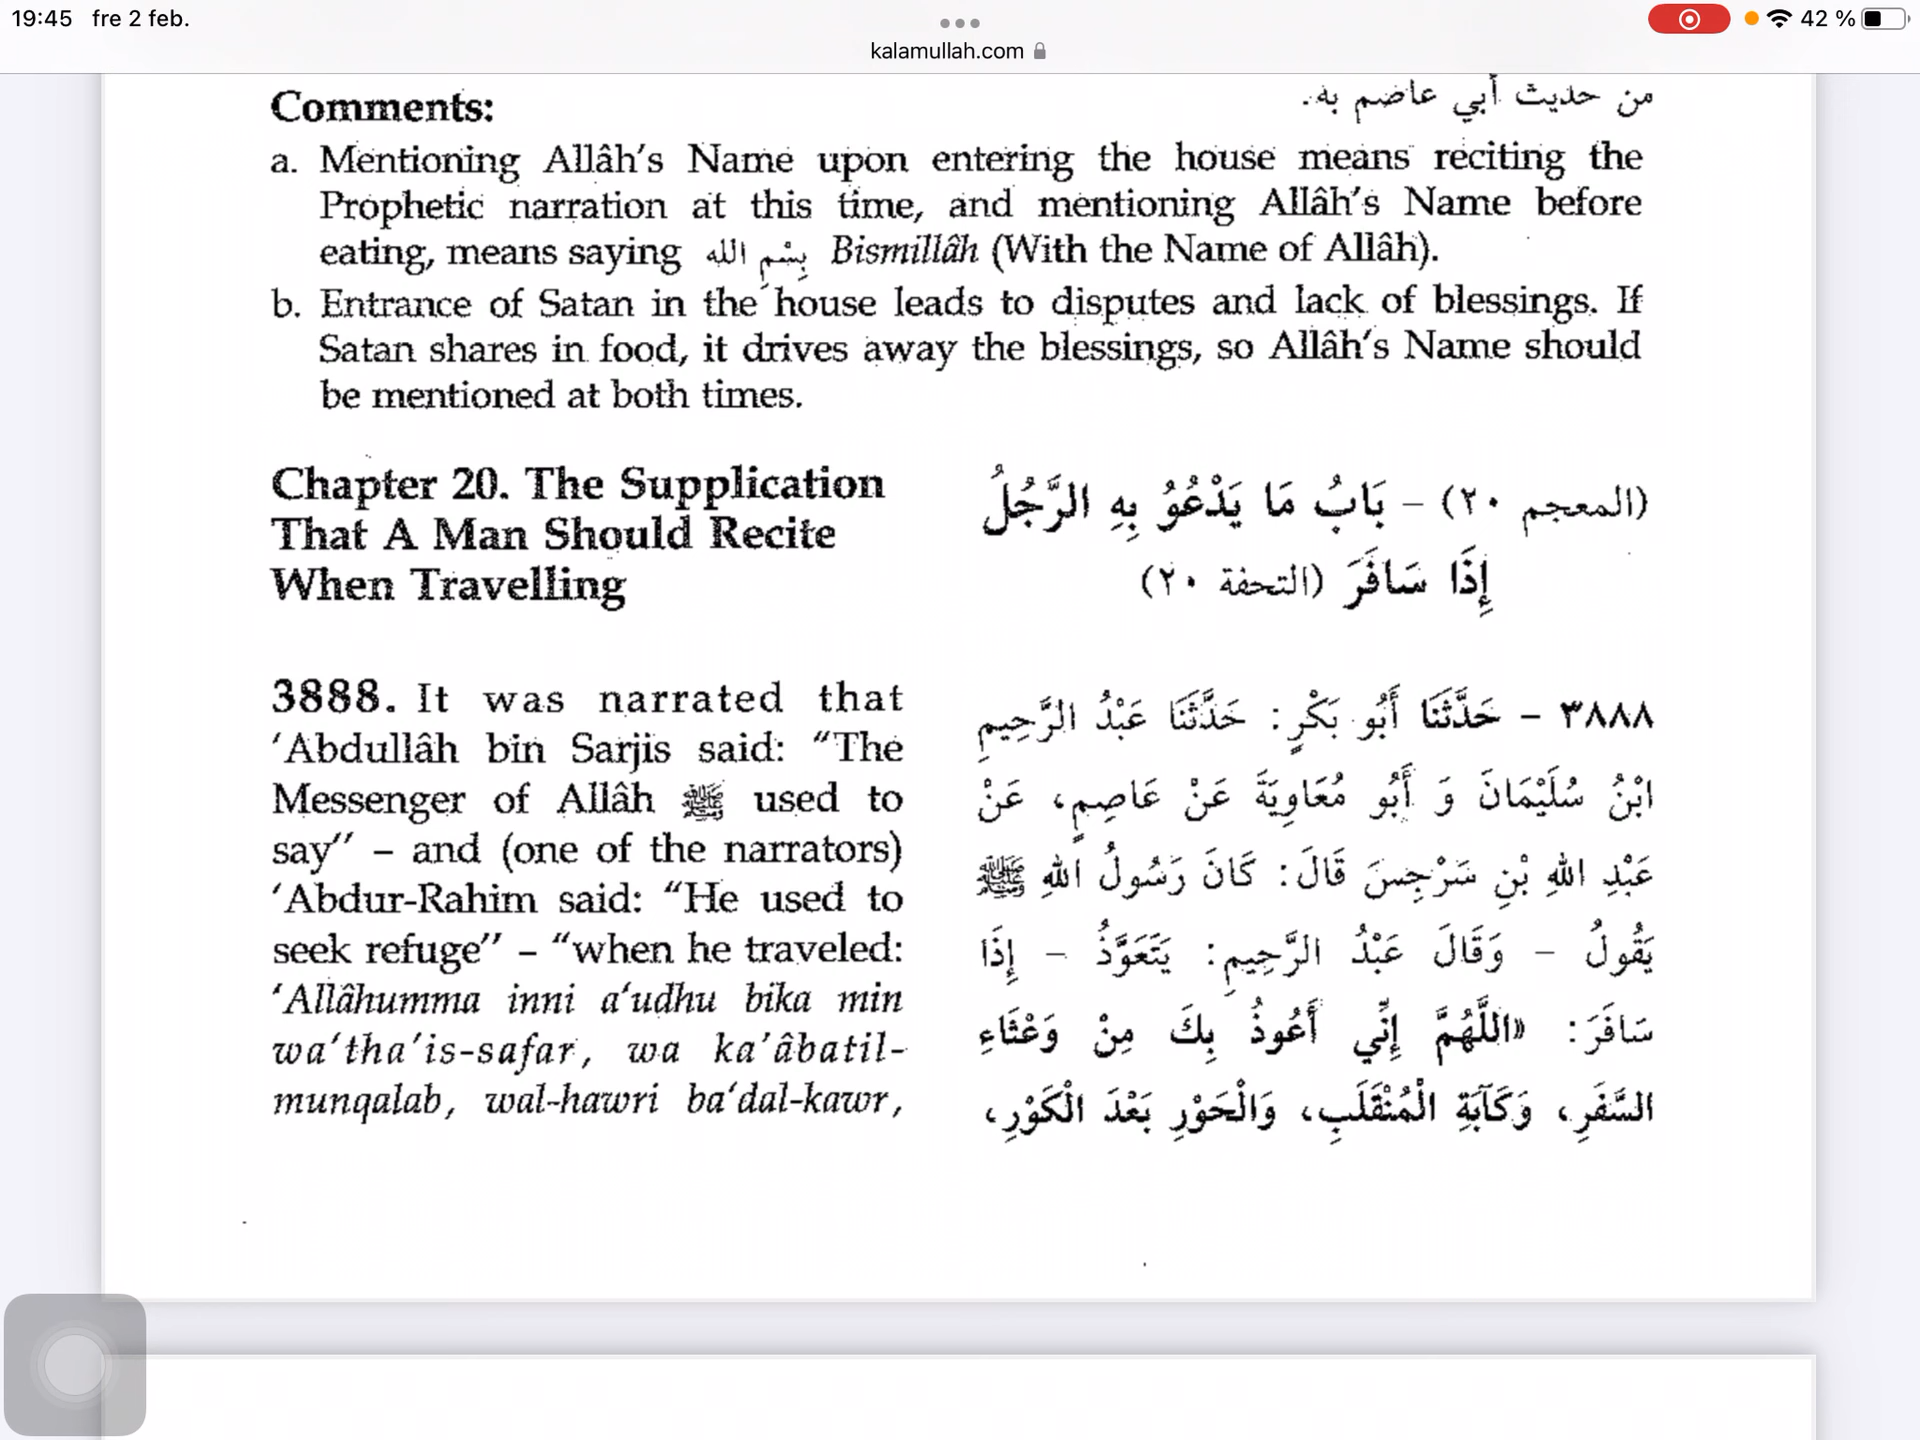 19:45 fre 2 feb.
42 %
kalamullah.com
من حديث أبي عاضم به.
Comments:
a. Mentioning Allâh's Name upon entering the house means reciting the
Prophetic narration at this time, and mentioning Allâh's Name before
eating, means saying بِسْمِ الله Bismillâh (With the Name of Allâh).
b. Entrance of Satan in the house leads to disputes and lack of blessings. If
Satan shares in food, it drives away the blessings, so Allâh's Name should
be mentioned at both times.
Chapter 20. The Supplication
That A Man Should Recite
When Travelling
(المعجم ٢٠) – بَابُ مَا يَدْعُوُ بِهِ الرَّجُلُ
إِذَا سَافَرَ (التحفة ٢٠)
3888. It was narrated that
‘Abdullâh bin Sarjis said: “The
Messenger of Allâh ﷺ used to
say” – and (one of the narrators)
‘Abdur-Rahim said: “He used to
seek refuge” – “when he traveled:
‘Allâhumma inni a‘udhu bika min
wa‘tha’is-safar, wa ka’âbatil-
munqalab, wal-hawri ba‘dal-kawr,
٣٨٨٨ – حَدَّثَنَا أَبُو بَكْرٍ: حَدَّثَنَا عَبْدُ الرَّحِيمِ
ابْنُ سُلَيْمَانَ وَ أَبُو مُعَاوِيَةَ عَنْ عَاصِمٍ، عَنْ
عَبْدِ اللهِ بْنِ سَرْجِسَ قَالَ: كَانَ رَسُولُ اللهِ ﷺ
يَقُولُ – وَقَالَ عَبْدُ الرَّحِيمِ: يَتَعَوَّذُ – إِذَا
سَافَرَ: «اللَّهُمَّ إِنِّي أَعُوذُ بِكَ مِنْ وَعْثَاءِ
السَّفَرِ، وَكَآبَةِ الْمُنْقَلَبِ، وَالْحَوْرِ بَعْدَ الْكَوْرِ،